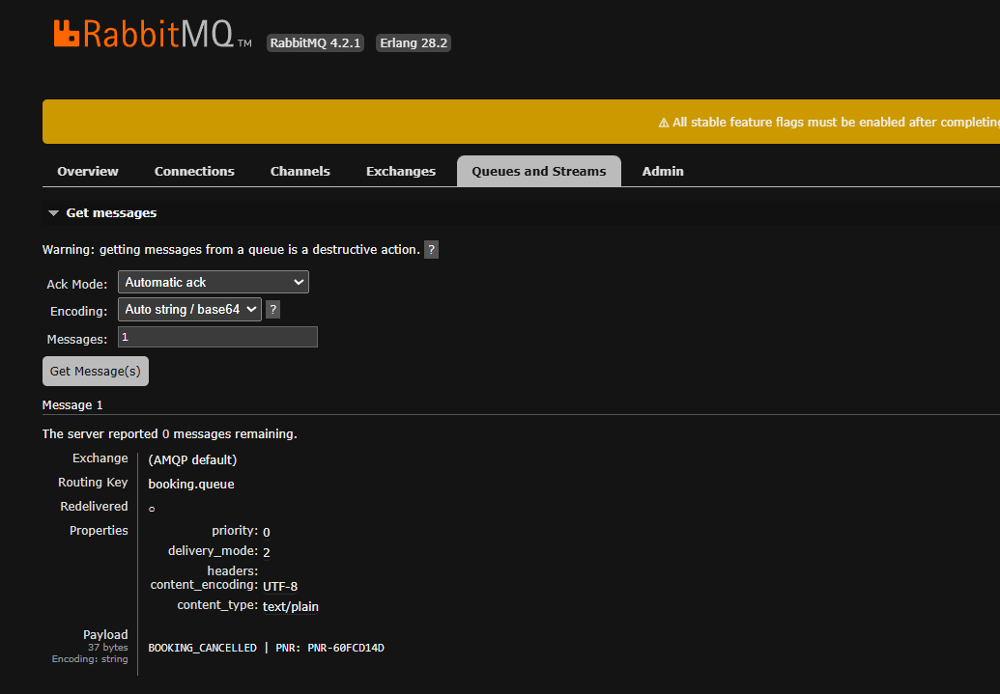 RabbitMQ TM RabbitMQ 4.2.1 Erlang 28.2
⚠ All stable feature flags must be enabled after completing
Overview Connections Channels Exchanges Queues and Streams Admin
Get messages
Warning: getting messages from a queue is a destructive action. ?
Ack Mode: Automatic ack
Encoding: Auto string / base64 ?
Messages: 1
Get Message(s)
Message 1
The server reported 0 messages remaining.
Exchange (AMQP default)
Routing Key booking.queue
Redelivered ○
Properties priority: 0
delivery_mode: 2
headers:
content_encoding: UTF-8
content_type: text/plain
Payload
37 bytes BOOKING_CANCELLED | PNR: PNR-60FCD14D
Encoding: string